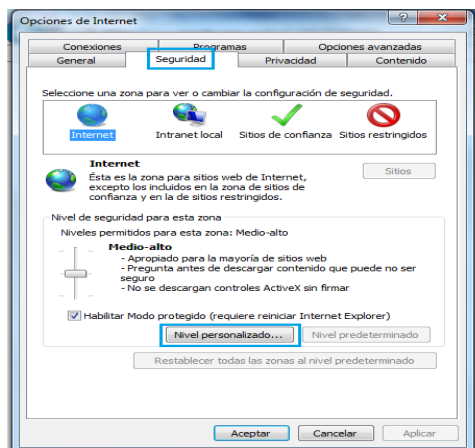 Opciones de Internet
Conexiones Programas Opciones avanzadas
General Seguridad Privacidad Contenido
Seleccione una zona para ver o cambiar la configuración de seguridad.
Internet Intranet local Sitios de confianza Sitios restringidos
Internet
Sitios
Ésta es la zona para sitios web de Internet,
excepto los incluidos en la zona de sitios de
confianza y en la de sitios restringidos.
Nivel de seguridad para esta zona
Niveles permitidos para esta zona: Medio-alto
Medio-alto
- Apropiado para la mayoría de sitios web
- Pregunta antes de descargar contenido que puede no ser
seguro
- No se descargan controles ActiveX sin firmar
Habilitar Modo protegido (requiere reiniciar Internet Explorer)
Nivel personalizado... Nivel predeterminado
Restablecer todas las zonas al nivel predeterminado
Aceptar Cancelar Aplicar